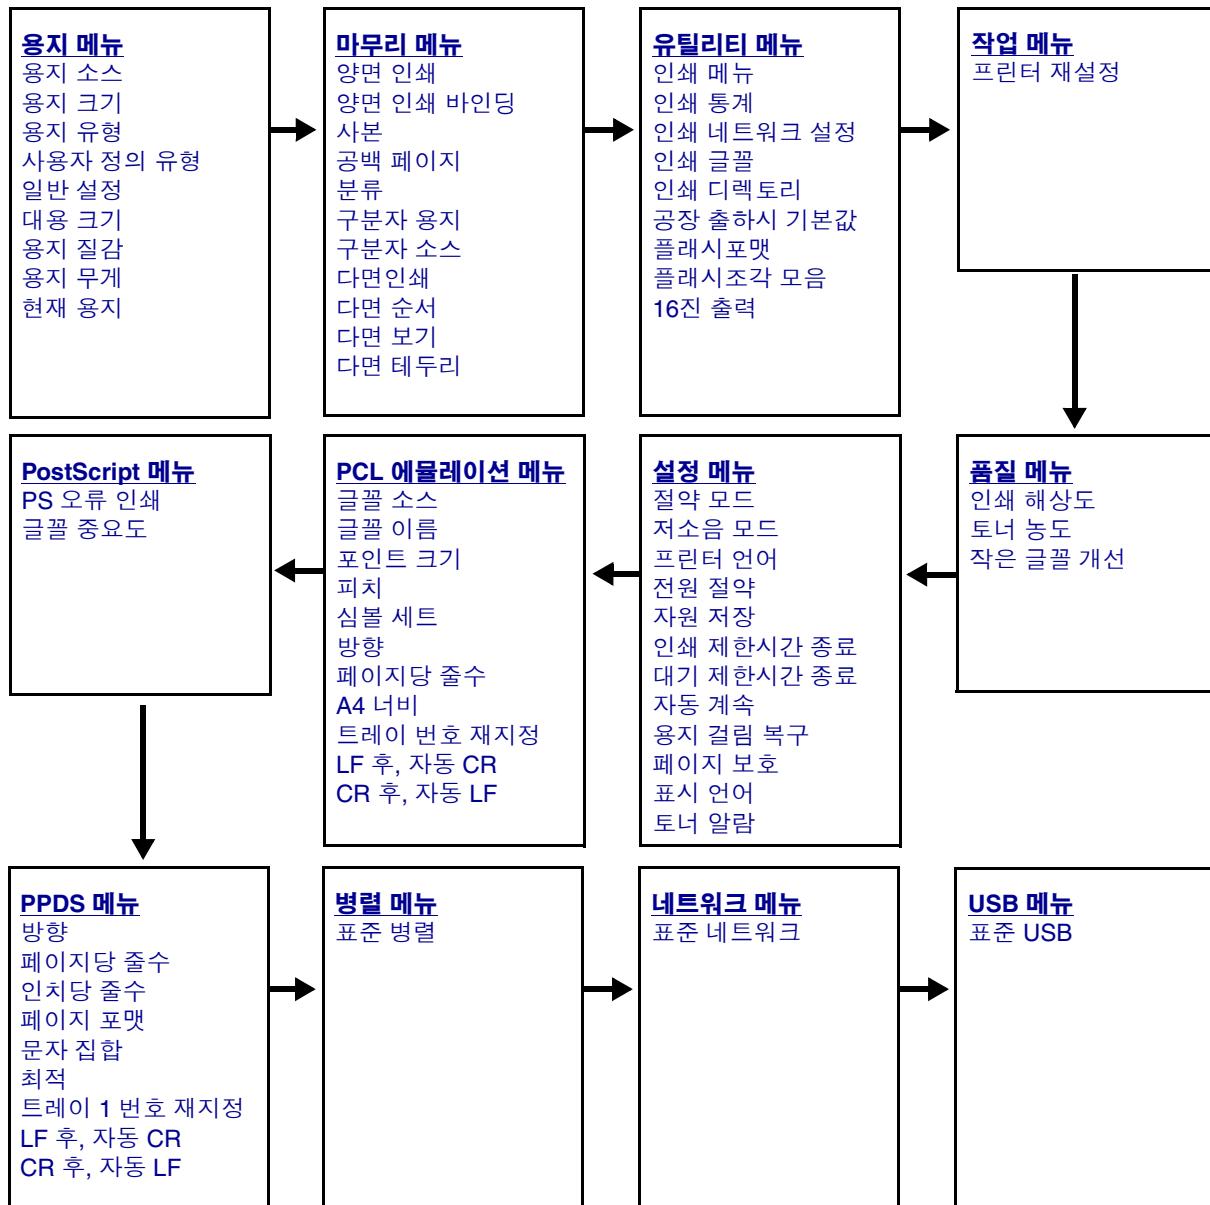 용지 메뉴
용지 소스
용지 크기
용지 유형
사용자 정의 유형
일반 설정
대용 크기
용지 질감
용지 무게
현재 용지
마무리 메뉴
양면 인쇄
양면 인쇄 바인딩
사본
공백 페이지
분류
구분자 용지
구분자 소스
다면인쇄
다면 순서
다면 보기
다면 테두리
유틸리티 메뉴
인쇄 메뉴
인쇄 통계
인쇄 네트워크 설정
인쇄 글꼴
인쇄 디렉토리
공장 출하시 기본값
플래시포맷
플래시조각 모음
16진 출력
작업 메뉴
프린터 재설정
품질 메뉴
인쇄 해상도
토너 농도
작은 글꼴 개선
설정 메뉴
절약 모드
저소음 모드
프린터 언어
전원 절약
자원 저장
인쇄 제한시간 종료
대기 제한시간 종료
자동 계속
용지 걸림 복구
페이지 보호
표시 언어
토너 알람
PCL 에뮬레이션 메뉴
글꼴 소스
글꼴 이름
포인트 크기
피치
심볼 세트
방향
페이지당 줄수
A4 너비
트레이 번호 재지정
LF 후, 자동 CR
CR 후, 자동 LF
PostScript 메뉴
PS 오류 인쇄
글꼴 중요도
PPDS 메뉴
방향
페이지당 줄수
인치당 줄수
페이지 포맷
문자 집합
최적
트레이 1 번호 재지정
LF 후, 자동 CR
CR 후, 자동 LF
병렬 메뉴
표준 병렬
네트워크 메뉴
표준 네트워크
USB 메뉴
표준 USB